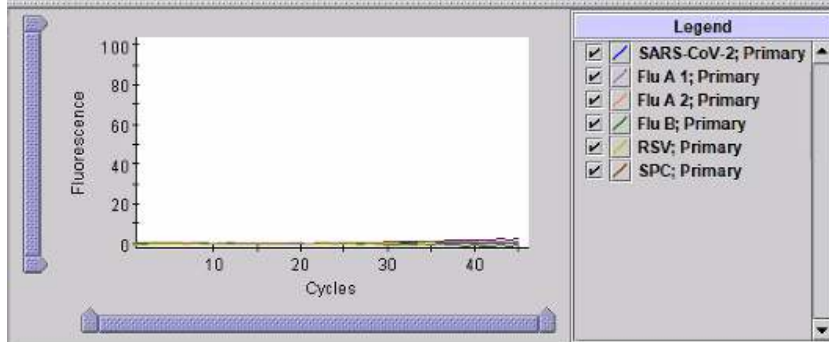 100
80
60
40
20
0
Fluorescence
10 20 30 40
Cycles
Legend
SARS-CoV-2; Primary
Flu A 1; Primary
Flu A 2; Primary
Flu B; Primary
RSV; Primary
SPC; Primary